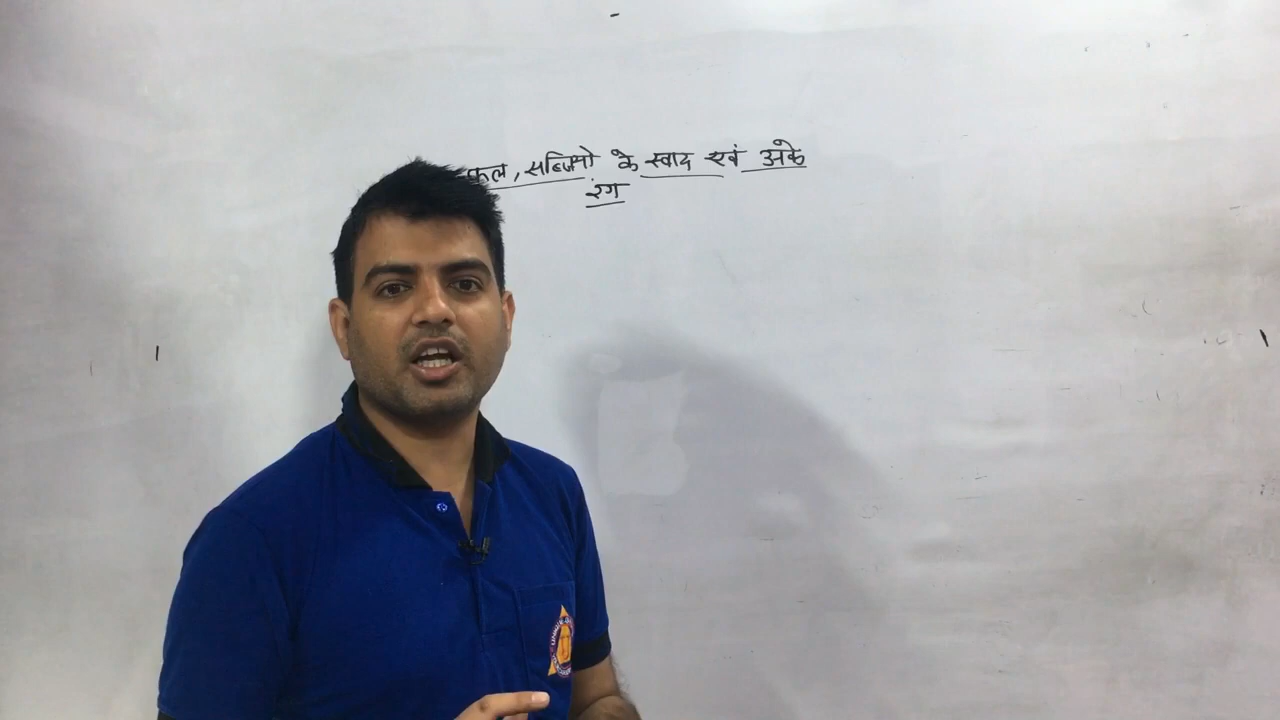 फल, सब्जियो के स्वाद एवं उनके
रंग